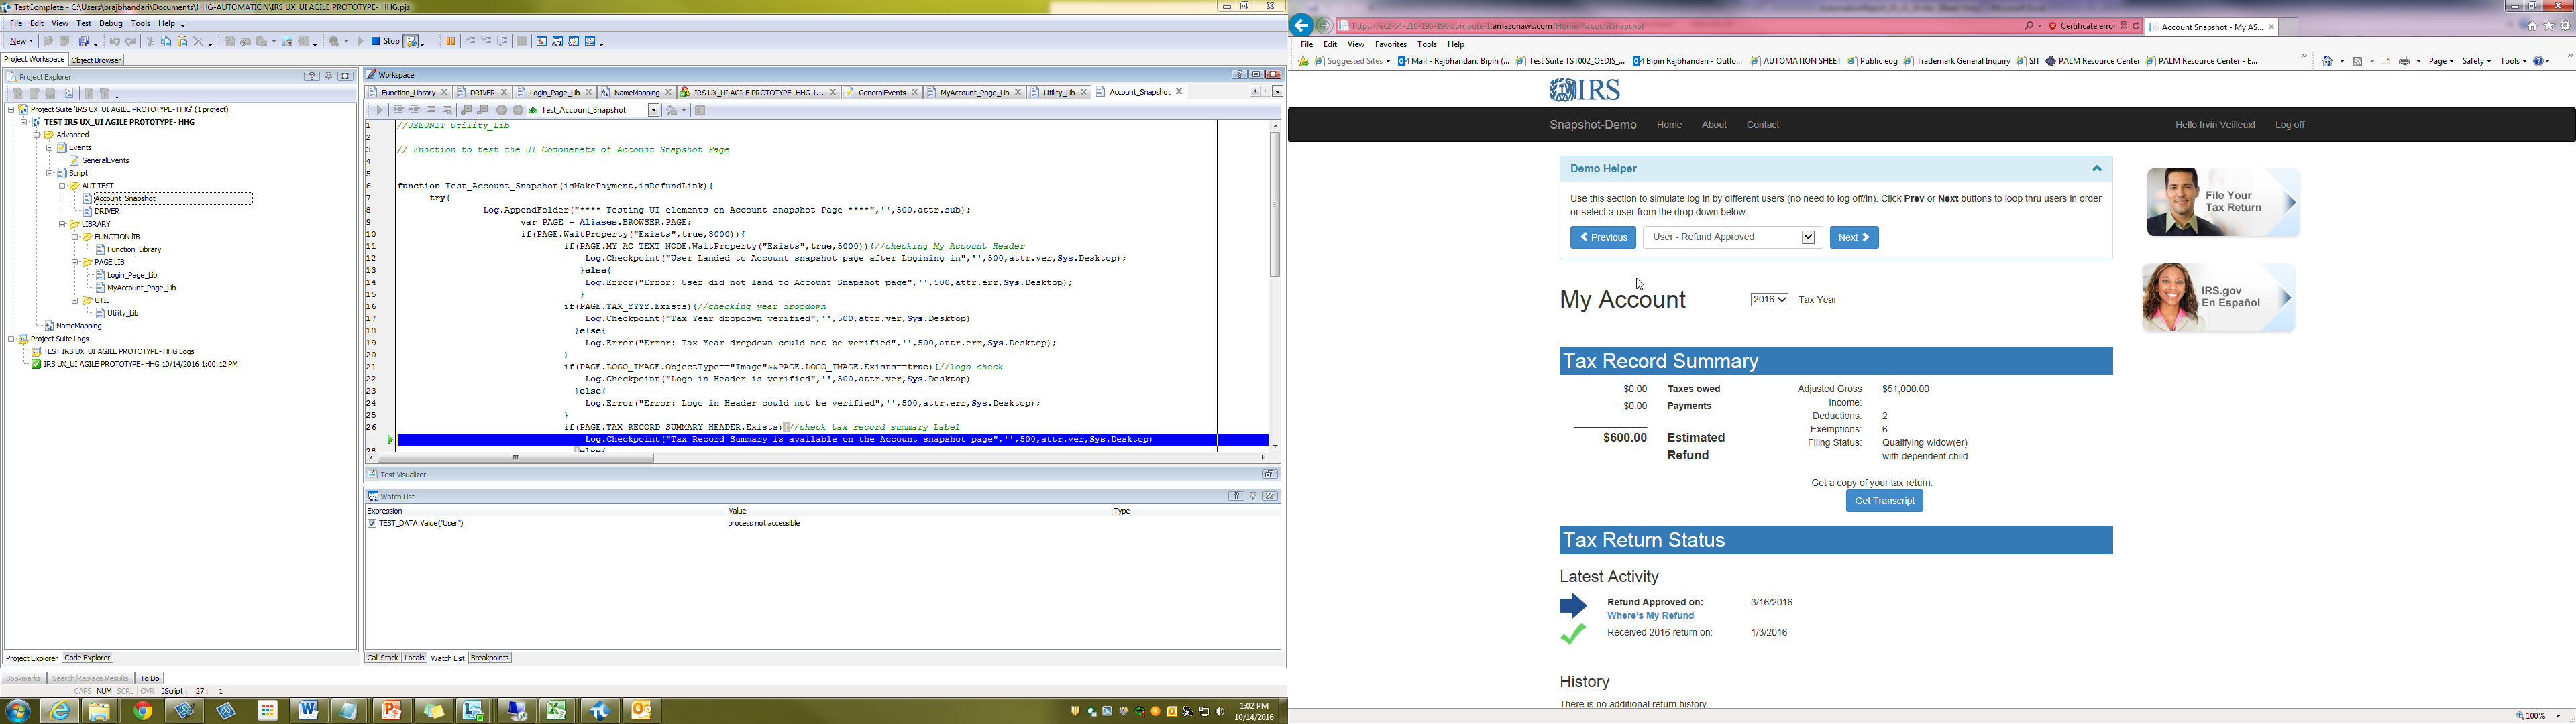 TestComplete - C:\Users\brajbhandari\Documents\HHG-AUTOMATION\IRS UX_UI AGILE PROTOTYPE- HHG.pjs
File Edit View Test Debug Tools Help
New Stop
Project Workspace Object Browser
Project Explorer
Project Suite 'IRS UX_UI AGILE PROTOTYPE-HHG' (1 project)
TEST IRS UX_UI AGILE PROTOTYPE- HHG
Advanced
Events
GeneralEvents
Script
AUT TEST
Account_Snapshot
DRIVER
LIBRARY
FUNCTION lIB
Function_Library
PAGE LIB
Login_Page_Lib
MyAccount_Page_Lib
UTIL
Utility_Lib
NameMapping
Project Suite Logs
TEST IRS UX_UI AGILE PROTOTYPE- HHG Logs
IRS UX_UI AGILE PROTOTYPE- HHG 10/14/2016 1:00:12 PM
Project Explorer Code Explorer
Workspace
Function_Library DRIVER Login_Page_Lib NameMapping IRS UX_UI AGILE PROTOTYPE-HHG 1... GeneralEvents MyAccount_Page_Lib Utility_Lib Account_Snapshot
Test_Account_Snapshot
1 //USEUNIT Utility_Lib
2
3 // Function to test the UI Comonenets of Account Snapshot Page
4
5
6 function Test_Account_Snapshot(isMakePayment,isRefundLink){
7 try{
8 Log.AppendFolder("**** Testing UI elements on Account snapshot Page ****",'',500,attr.sub);
9 var PAGE = Aliases.BROWSER.PAGE;
10 if(PAGE.WaitProperty("Exists",true,3000)){
11 if(PAGE.MY_AC_TEXT_NODE.WaitProperty("Exists",true,5000)){//checking My Account Header
12 Log.Checkpoint("User Landed to Account snapshot page after Logining in",'',500,attr.ver,Sys.Desktop);
13 }else{
14 Log.Error("Error: User did not land to Account Snapshot page",'',500,attr.err,Sys.Desktop);
15 }
16 if(PAGE.TAX_YYYY.Exists){//checking year dropdown
17 Log.Checkpoint("Tax Year dropdown verified",'',500,attr.ver,Sys.Desktop)
18 }else{
19 Log.Error("Error: Tax Year dropdown could not be verified",'',500,attr.err,Sys.Desktop);
20 }
21 if(PAGE.LOGO_IMAGE.ObjectType=="Image"&&PAGE.LOGO_IMAGE.Exists==true){//logo check
22 Log.Checkpoint("Logo in Header is verified",'',500,attr.ver,Sys.Desktop)
23 }else{
24 Log.Error("Error: Logo in Header could not be verified",'',500,attr.err,Sys.Desktop);
25 }
26 if(PAGE.TAX_RECORD_SUMMARY_HEADER.Exists){//check tax record summary Label
Log.Checkpoint("Tax Record Summary is available on the Account snapshot page",'',500,attr.ver,Sys.Desktop)
28 }else{
Test Visualizer
Watch List
Expression Value Type
TEST_DATA.Value("User") process not accessible
Call Stack Locals Watch List Breakpoints
Bookmarks Search/Replace Results To Do
CAPS NUM SCRL OVR JScript : 27 : 1
1:02 PM
10/14/2016
https://ec2-54-210-196-190.compute-1.amazonaws.com/Home/AccountSnapshot Certificate error Account Snapshot - My AS...
File Edit View Favorites Tools Help
Suggested Sites Mail - Rajbhandari, Bipin (... Test Suite TST002_OEDIS_... Bipin Rajbhandari - Outlo... AUTOMATION SHEET Public eog Trademark General Inquiry SIT PALM Resource Center PALM Resource Center - E... Page Safety Tools
IRS
Snapshot-Demo Home About Contact Hello Irvin Veilleux! Log off
Demo Helper
Use this section to simulate log in by different users (no need to log off/in). Click Prev or Next buttons to loop thru users in order
or select a user from the drop down below.
Previous User - Refund Approved Next
My Account 2016 Tax Year
File Your
Tax Return
IRS.gov
En Español
Tax Record Summary
$0.00 Taxes owed Adjusted Gross $51,000.00
Income:
− $0.00 Payments
Deductions: 2
Exemptions: 6
$600.00 Estimated Filing Status: Qualifying widow(er)
Refund with dependent child
Get a copy of your tax return:
Get Transcript
Tax Return Status
Latest Activity
Refund Approved on: 3/16/2016
Where's My Refund
Received 2016 return on: 1/3/2016
History
There is no additional return history.
100%